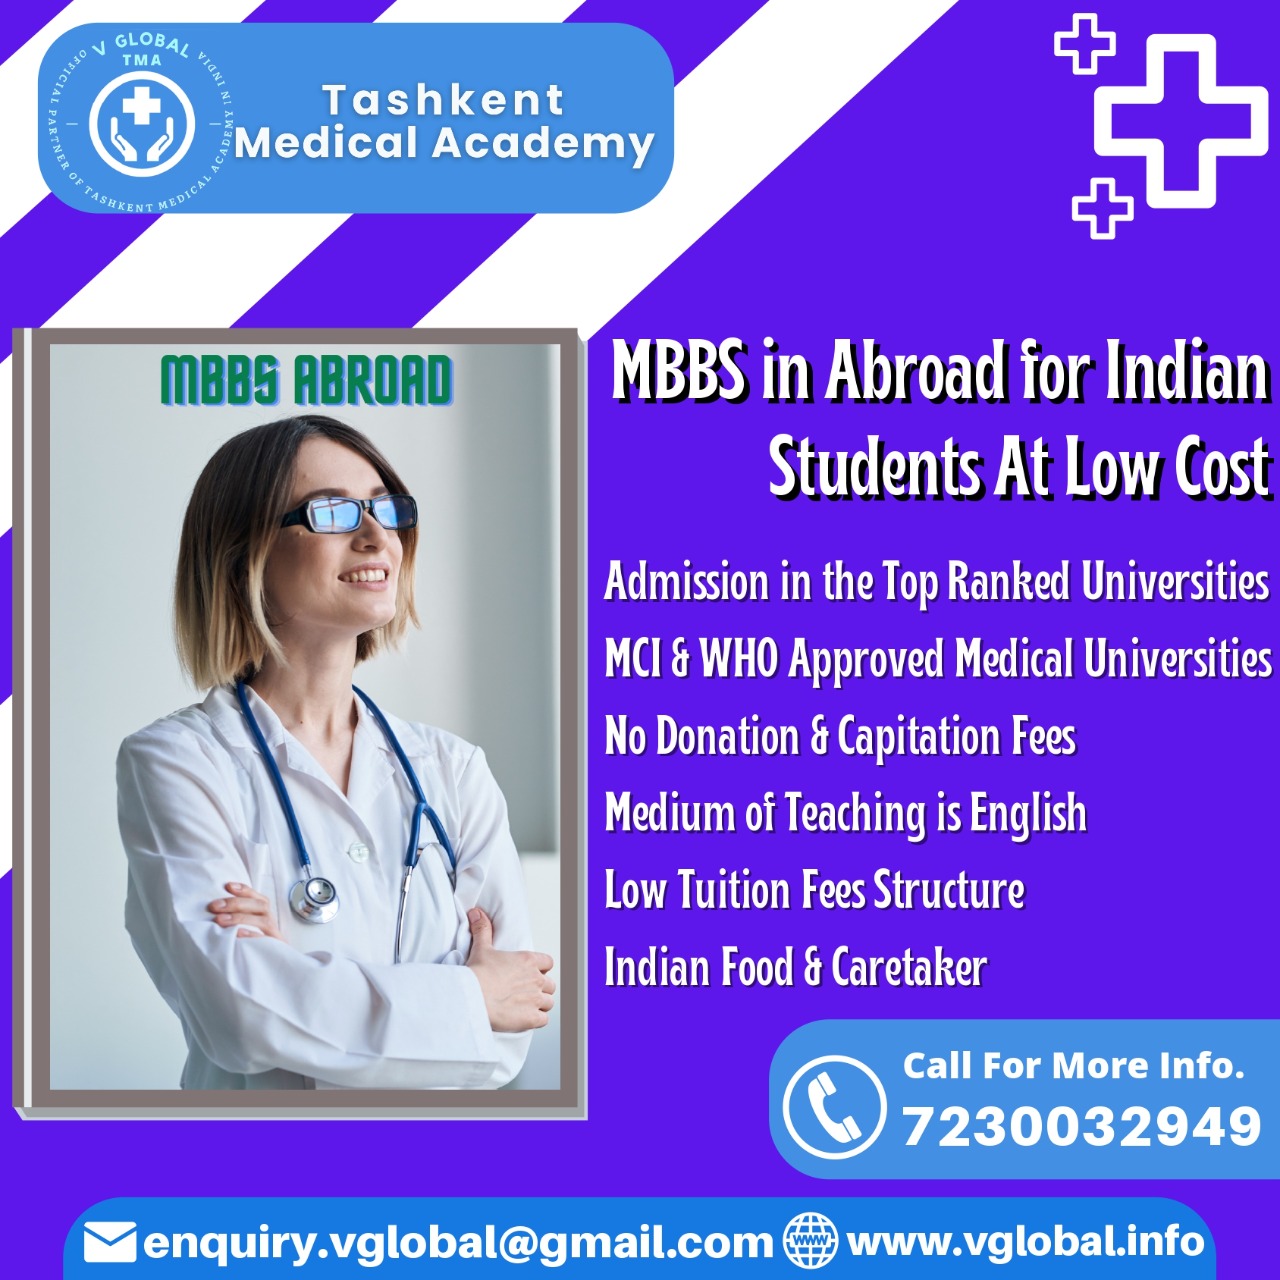 V GLOBAL
TMA
OFFICIAL PARTNER OF TASHKENT MEDICAL ACADEMY IN INDIA
Tashkent
Medical Academy
MBBS ABROAD
MBBS in Abroad for Indian
Students At Low Cost
Admission in the Top Ranked Universities
MCI & WHO Approved Medical Universities
No Donation & Capitation Fees
Medium of Teaching is English
Low Tuition Fees Structure
Indian Food & Caretaker
Call For More Info.
7230032949
enquiry.vglobal@gmail.com
www
www.vglobal.info